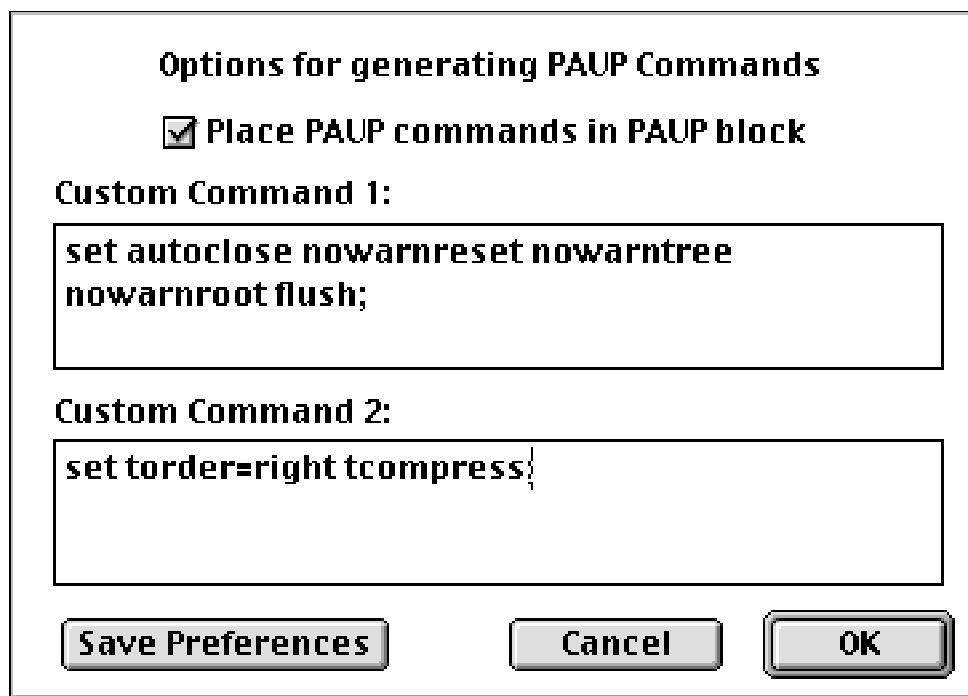 Options for generating PAUP Commands
Place PAUP commands in PAUP block
Custom Command 1:
set autoclose nowarnreset nowarntree
nowarnroot flush;
Custom Command 2:
set torder=right tcompress;
Save Preferences
Cancel
OK